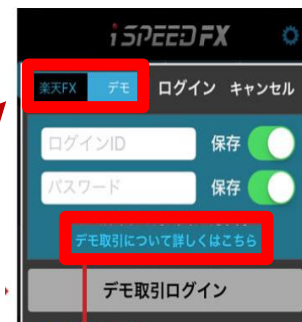 iSPEED FX
楽天FX デモ ログイン キャンセル
ログインID 保存
パスワード 保存
デモ取引について詳しくはこちら
デモ取引ログイン